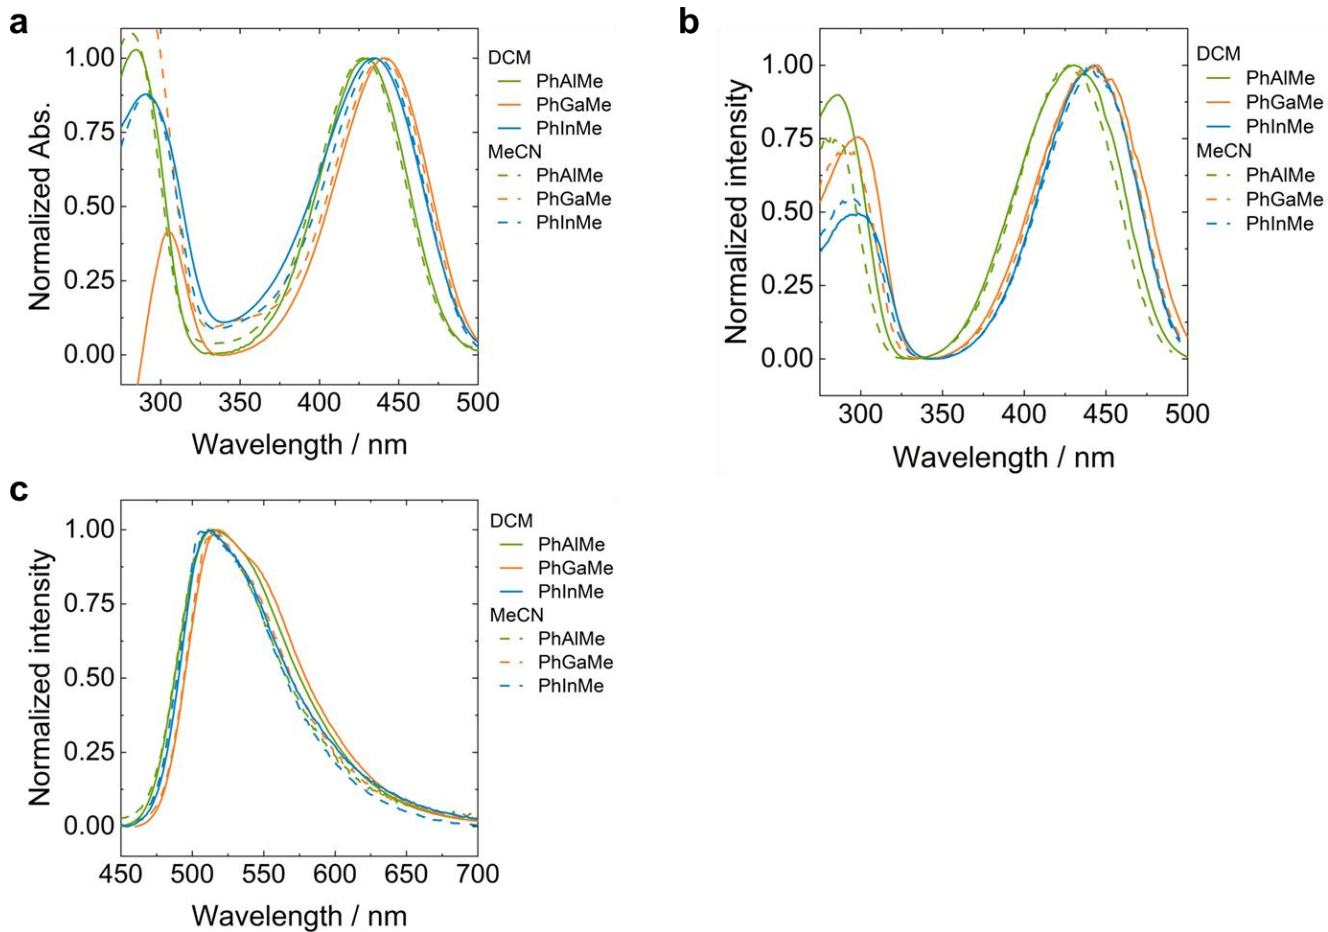 a
1.00
0.75
0.50
0.25
0.00
Normalized Abs.
300 350 400 450 500
Wavelength / nm
DCM
PhAlMe
PhGaMe
PhInMe
MeCN
PhAlMe
PhGaMe
PhInMe
b
1.00
0.75
0.50
0.25
0.00
Normalized intensity
300 350 400 450 500
Wavelength / nm
DCM
PhAlMe
PhGaMe
PhInMe
MeCN
PhAlMe
PhGaMe
PhInMe
c
1.00
0.75
0.50
0.25
0.00
Normalized intensity
450 500 550 600 650 700
Wavelength / nm
DCM
PhAlMe
PhGaMe
PhInMe
MeCN
PhAlMe
PhGaMe
PhInMe